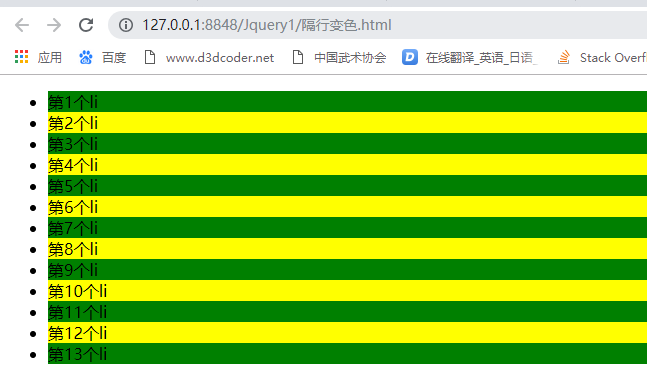 127.0.0.1:8848/Jquery1/隔行变色.html
应用 百度 www.d3dcoder.net 中国武术协会 在线翻译_英语_日语_ Stack Overfl
第1个li
第2个li
第3个li
第4个li
第5个li
第6个li
第7个li
第8个li
第9个li
第10个li
第11个li
第12个li
第13个li